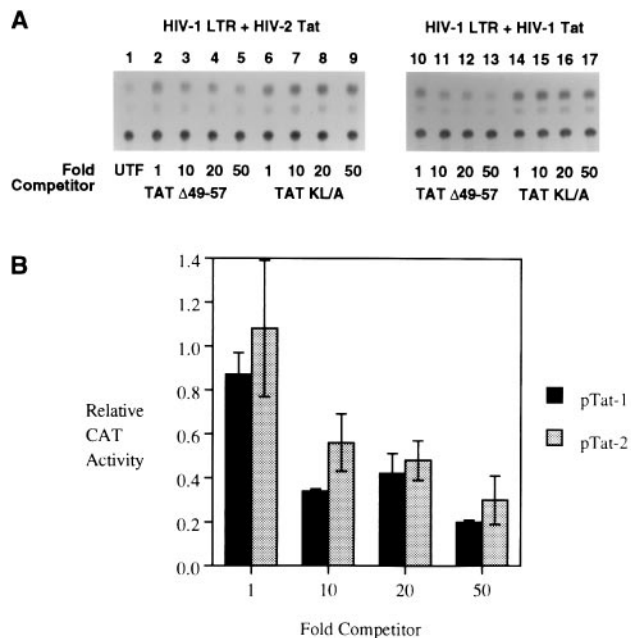 A
HIV-1 LTR + HIV-2 Tat
HIV-1 LTR + HIV-1 Tat
1 2 3 4 5 6 7 8 9
10 11 12 13 14 15 16 17
Fold Competitor
UTF 1 10 20 50 1 10 20 50
1 10 20 50 1 10 20 50
TAT Δ49-57 TAT KL/A
TAT Δ49-57 TAT KL/A
B
1.4
1.2
1.0
0.8
0.6
0.4
0.2
0.0
Relative
CAT
Activity
pTat-1
pTat-2
1 10 20 50
Fold Competitor